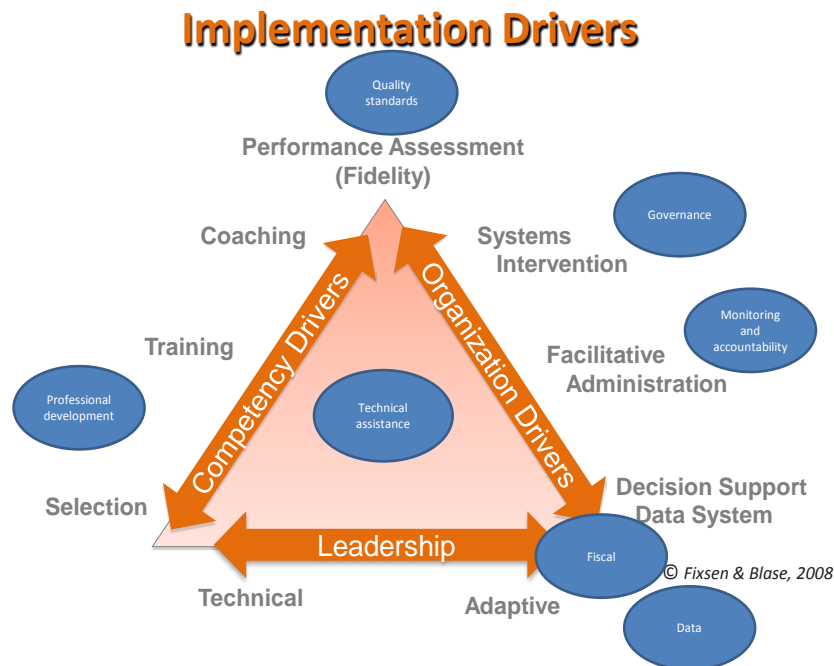 Implementation Drivers
Quality
standards
Performance Assessment
(Fidelity)
Coaching
Systems
Intervention
Governance
Competency Drivers
Organization Drivers
Training
Facilitative
Administration
Monitoring
and
accountability
Professional
development
Technical
assistance
Selection
Decision Support
Data System
Leadership
Fiscal
© Fixsen & Blase, 2008
Technical
Adaptive
Data